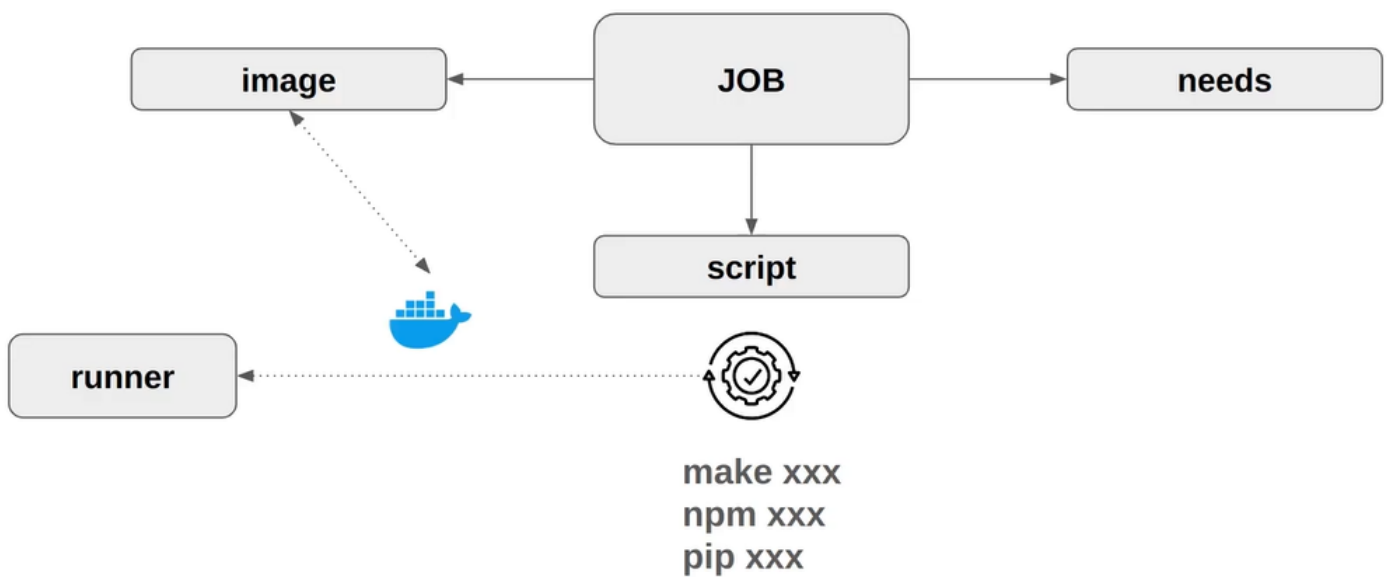 image
JOB
needs
script
runner
make xxx
npm xxx
pip xxx